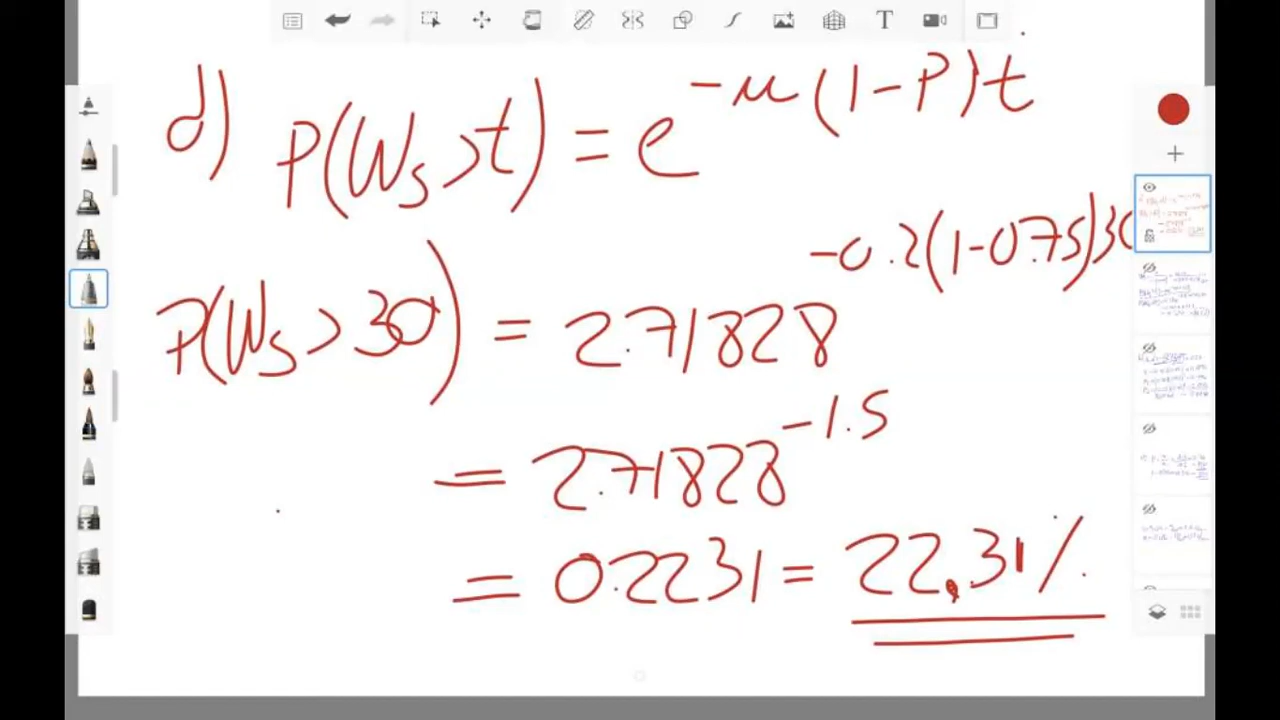 d) P(Ws>t) = e^-μ(1-P)t
P(Ws>30) = 2.71828^-0.2(1-0.75)30
= 2.71828^-1.5
= 0.2231 = 22.31%